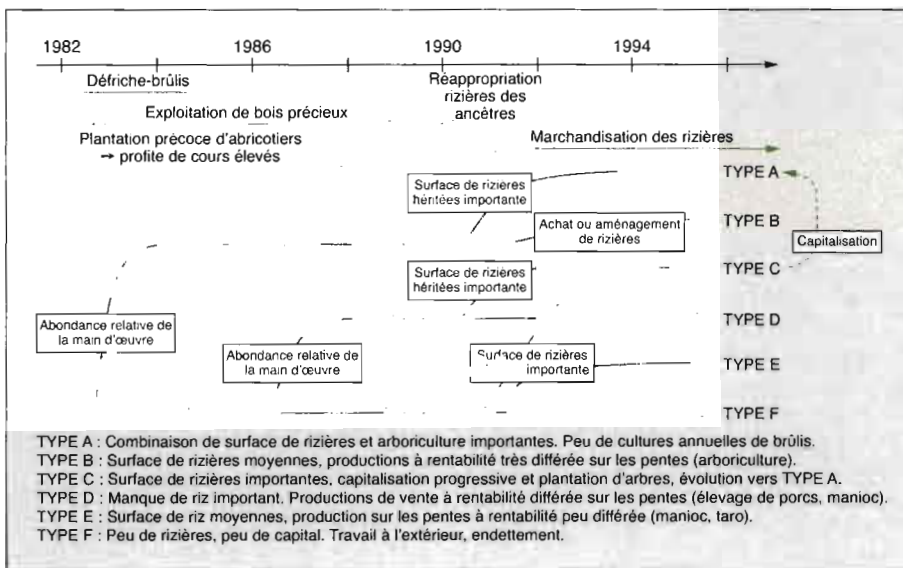 1982 1986 1990 1994
Défriche-brûlis
Réappropriation
rizières des
ancêtres
Exploitation de bois précieux
Plantation précoce d'abricotiers
→ profite de cours élevés
Marchandisation des rizières
Surface de rizières
héritées importante
TYPE A
Achat ou aménagement
de rizières
TYPE B
Capitalisation
Surface de rizières
héritées importante
TYPE C
Abondance relative de
la main d'œuvre
TYPE D
Abondance relative de
la main d'œuvre
Surface de rizières
importante
TYPE E
TYPE F
TYPE A : Combinaison de surface de rizières et arboriculture importantes. Peu de cultures annuelles de brûlis.
TYPE B : Surface de rizières moyennes, productions à rentabilité très différée sur les pentes (arboriculture).
TYPE C : Surface de rizières importantes, capitalisation progressive et plantation d'arbres, évolution vers TYPE A.
TYPE D : Manque de riz important. Productions de vente à rentabilité différée sur les pentes (élevage de porcs, manioc).
TYPE E : Surface de riz moyennes, production sur les pentes à rentabilité peu différée (manioc, taro).
TYPE F : Peu de rizières, peu de capital. Travail à l'extérieur, endettement.